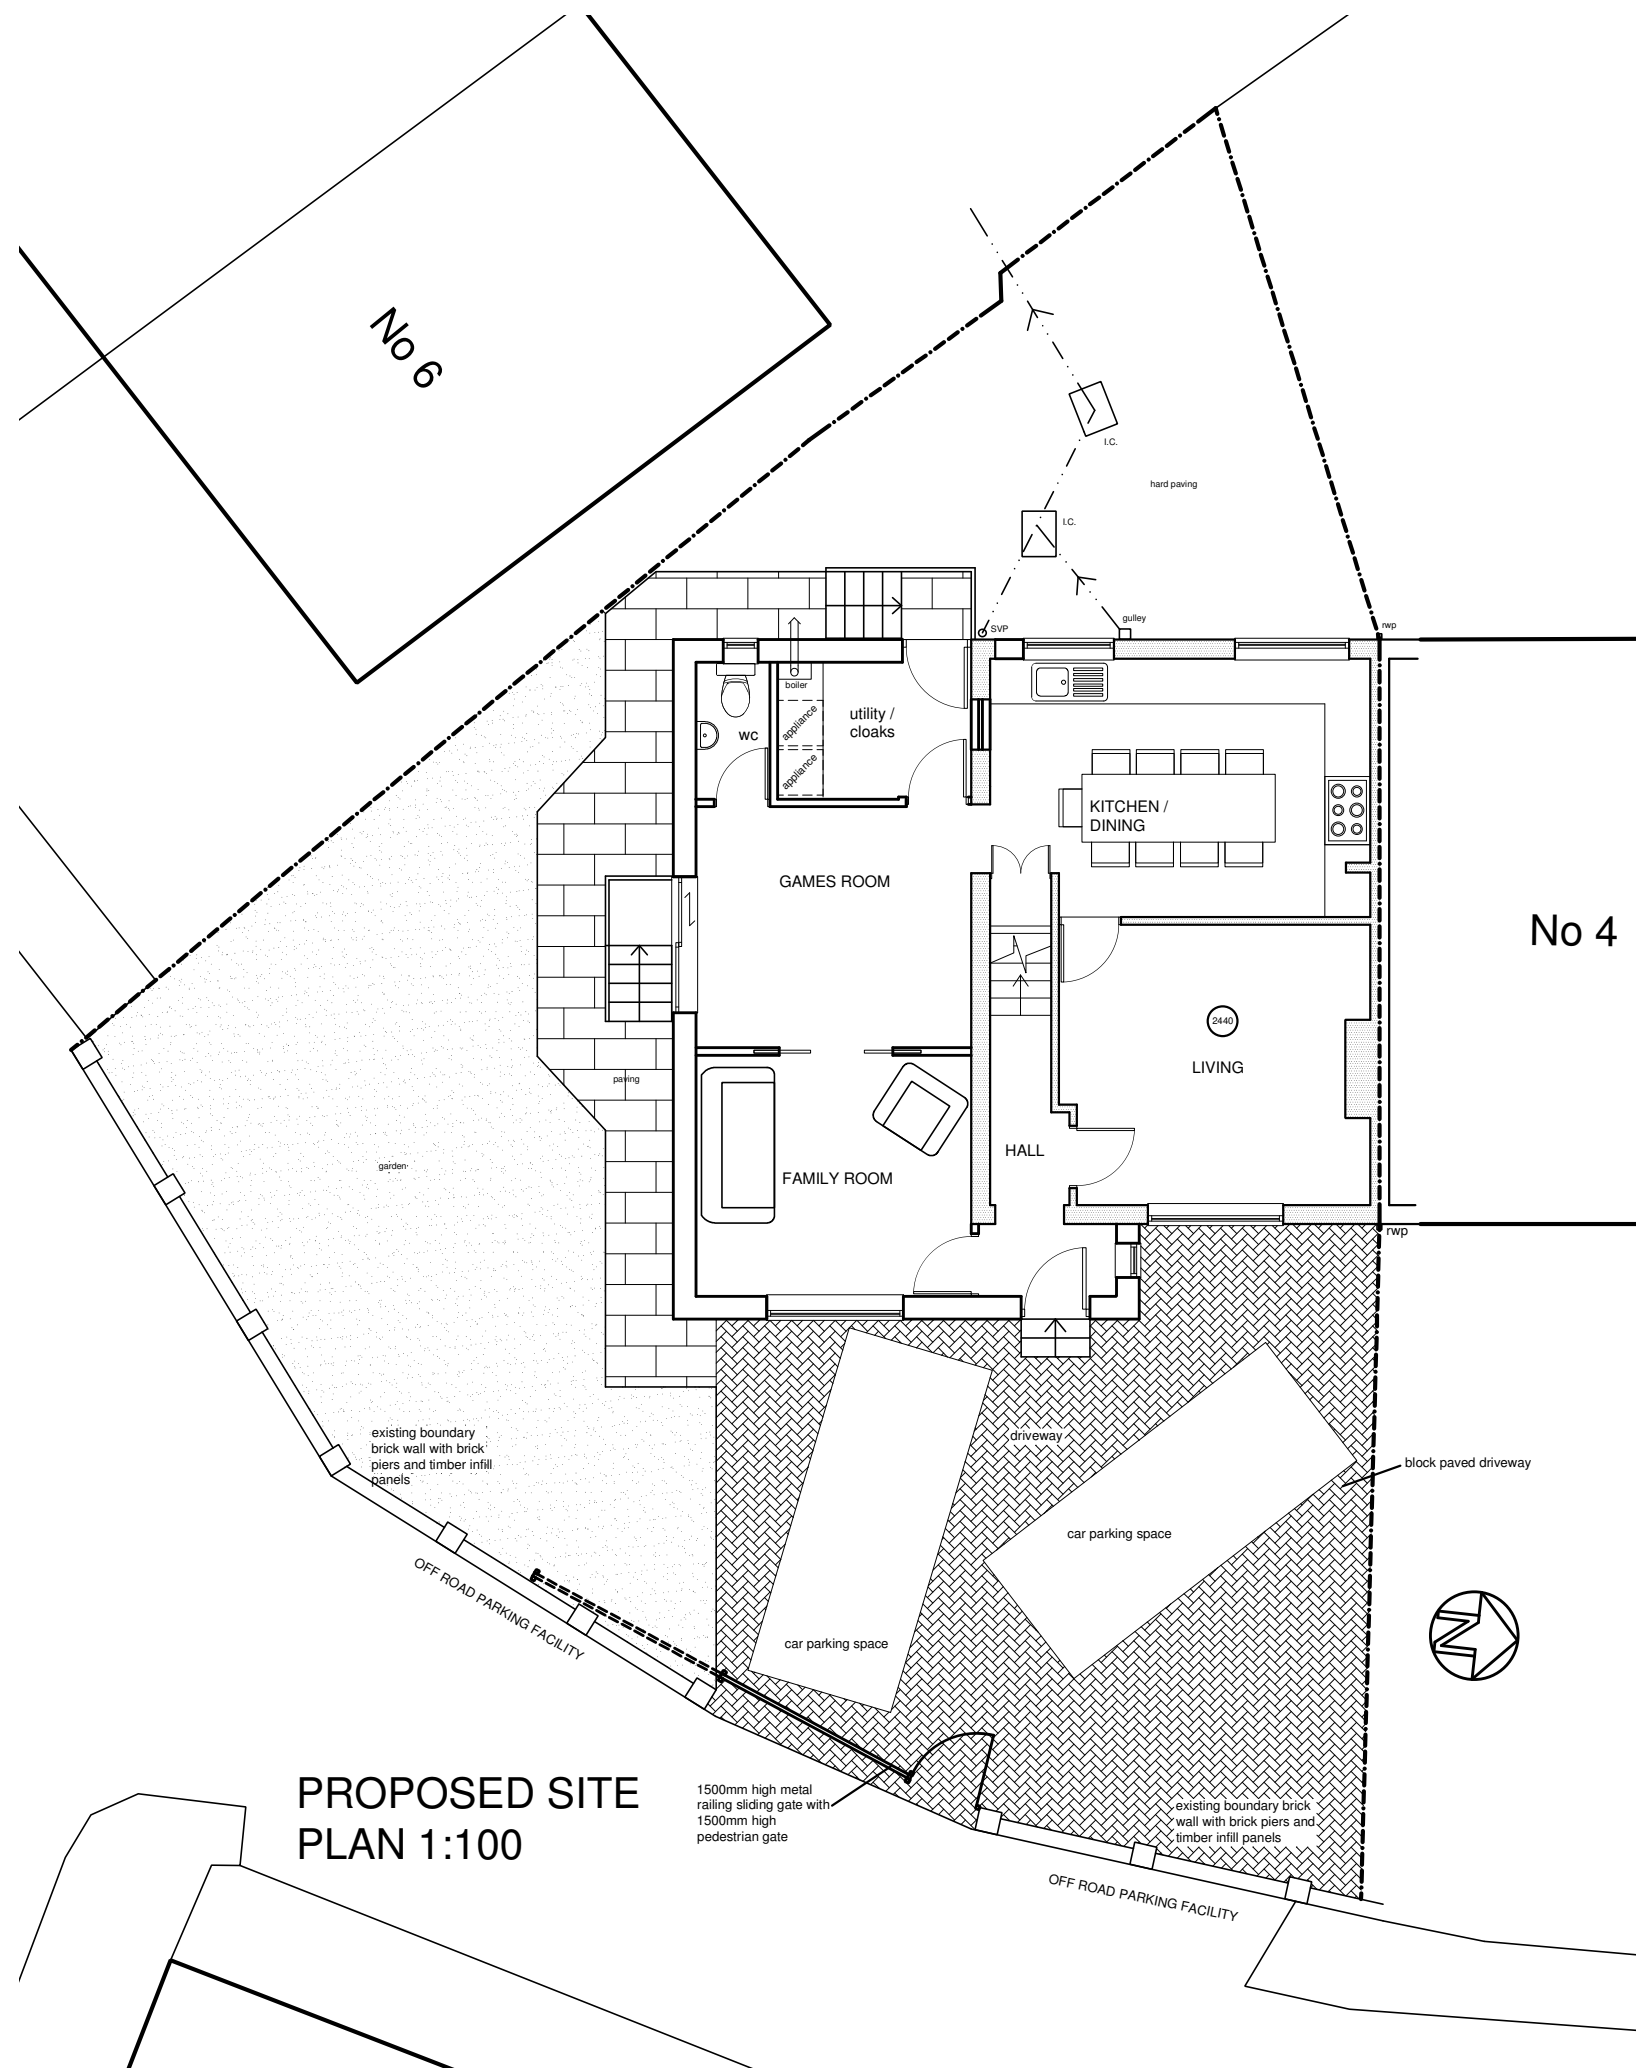 No 6
I.C.
hard paving
I.C.
SVP
gulley
rwp
boiler
appliance
appliance
wc
utility /
cloaks
KITCHEN /
DINING
GAMES ROOM
No 4
2440
LIVING
paving
HALL
garden
FAMILY ROOM
rwp
existing boundary
brick wall with brick
piers and timber infill
panels
driveway
block paved driveway
car parking space
OFF ROAD PARKING FACILITY
car parking space
N
PROPOSED SITE
PLAN 1:100
1500mm high metal
railing sliding gate with
1500mm high
pedestrian gate
existing boundary brick
wall with brick piers and
timber infill panels
OFF ROAD PARKING FACILITY